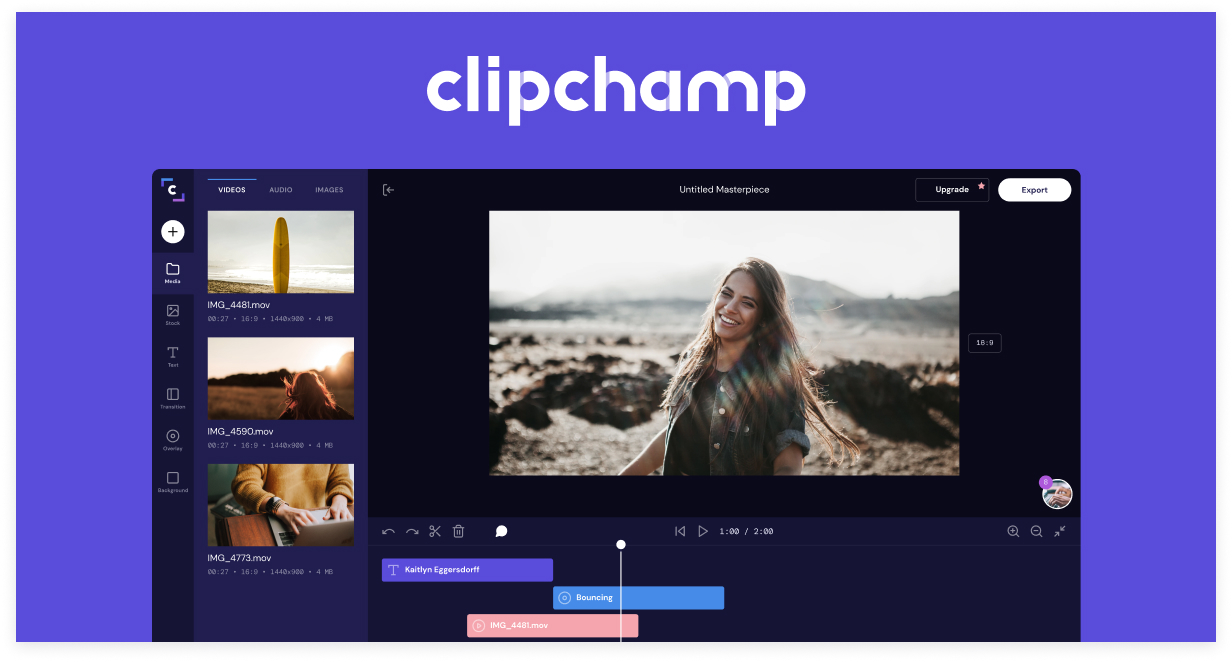 clipchamp
c
VIDEOS AUDIO IMAGES
Untitled Masterpiece
Upgrade
Export
Media
Stock
Text
Transition
Overlay
Background
IMG_4481.mov
00:27 • 16:9 • 1440x900 • 4 MB
IMG_4590.mov
00:27 • 16:9 • 1440x900 • 4 MB
IMG_4773.mov
00:27 • 16:9 • 1440x900 • 4 MB
16:9
8
1:00 / 2:00
Kaitlyn Eggersdorff
Bouncing
IMG_4481.mov